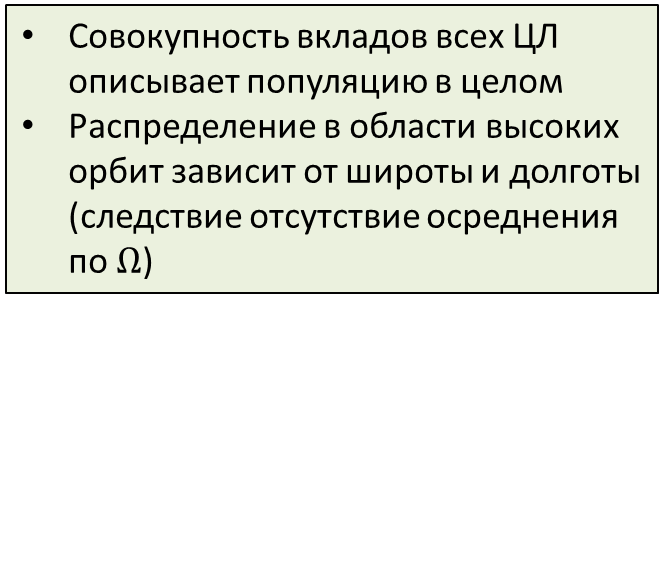 • Совокупность вкладов всех ЦЛ
описывает популяцию в целом
• Распределение в области высоких
орбит зависит от широты и долготы
(следствие отсутствие осреднения
по Ω)